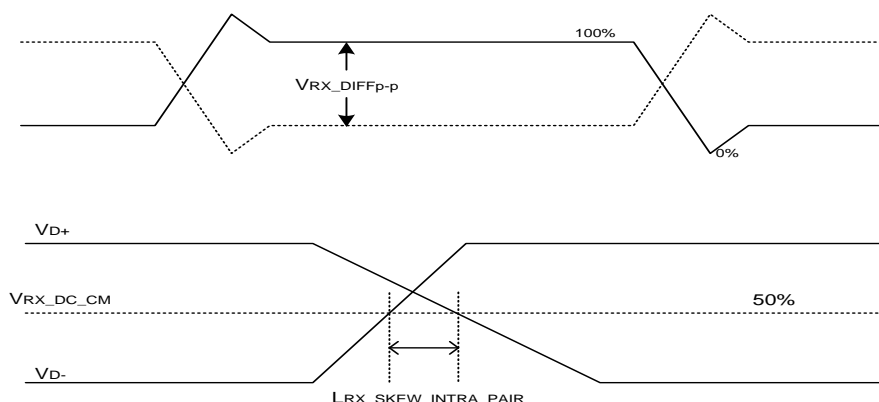 100%
VRX_DIFFp-p
0%
VD+
VRX_DC_CM
50%
VD-
LRX_SKEW_INTRA_PAIR